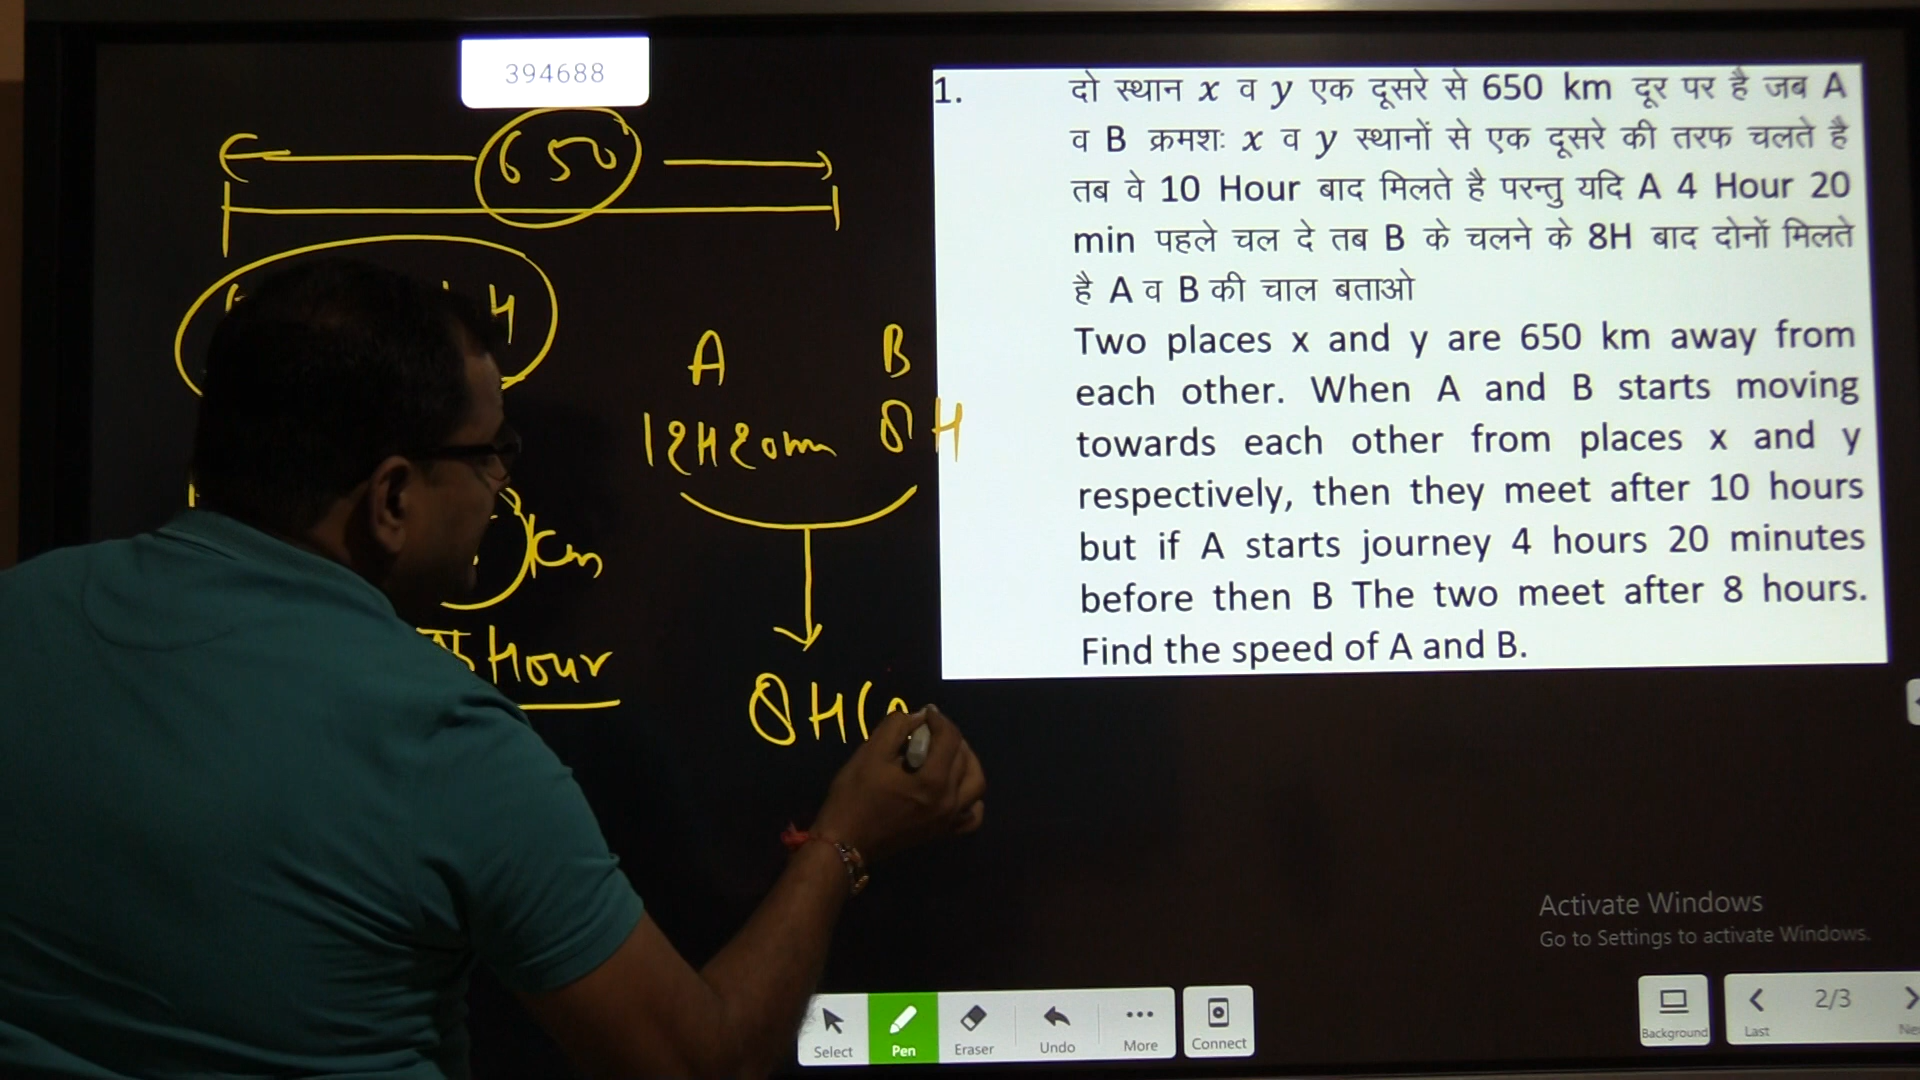 394688
650
4
A B
12H20m 8H
km
Hour
8H(
1. दो स्थान x व y एक दूसरे से 650 km दूर पर है जब A
व B क्रमशः x व y स्थानों से एक दूसरे की तरफ चलते है
तब वे 10 Hour बाद मिलते है परन्तु यदि A 4 Hour 20
min पहले चल दे तब B के चलने के 8H बाद दोनों मिलते
है A व B की चाल बताओ
Two places x and y are 650 km away from
each other. When A and B starts moving
towards each other from places x and y
respectively, then they meet after 10 hours
but if A starts journey 4 hours 20 minutes
before then B The two meet after 8 hours.
Find the speed of A and B.
Activate Windows
Go to Settings to activate Windows.
Select Pen Eraser Undo More Connect
Background Last 2/3